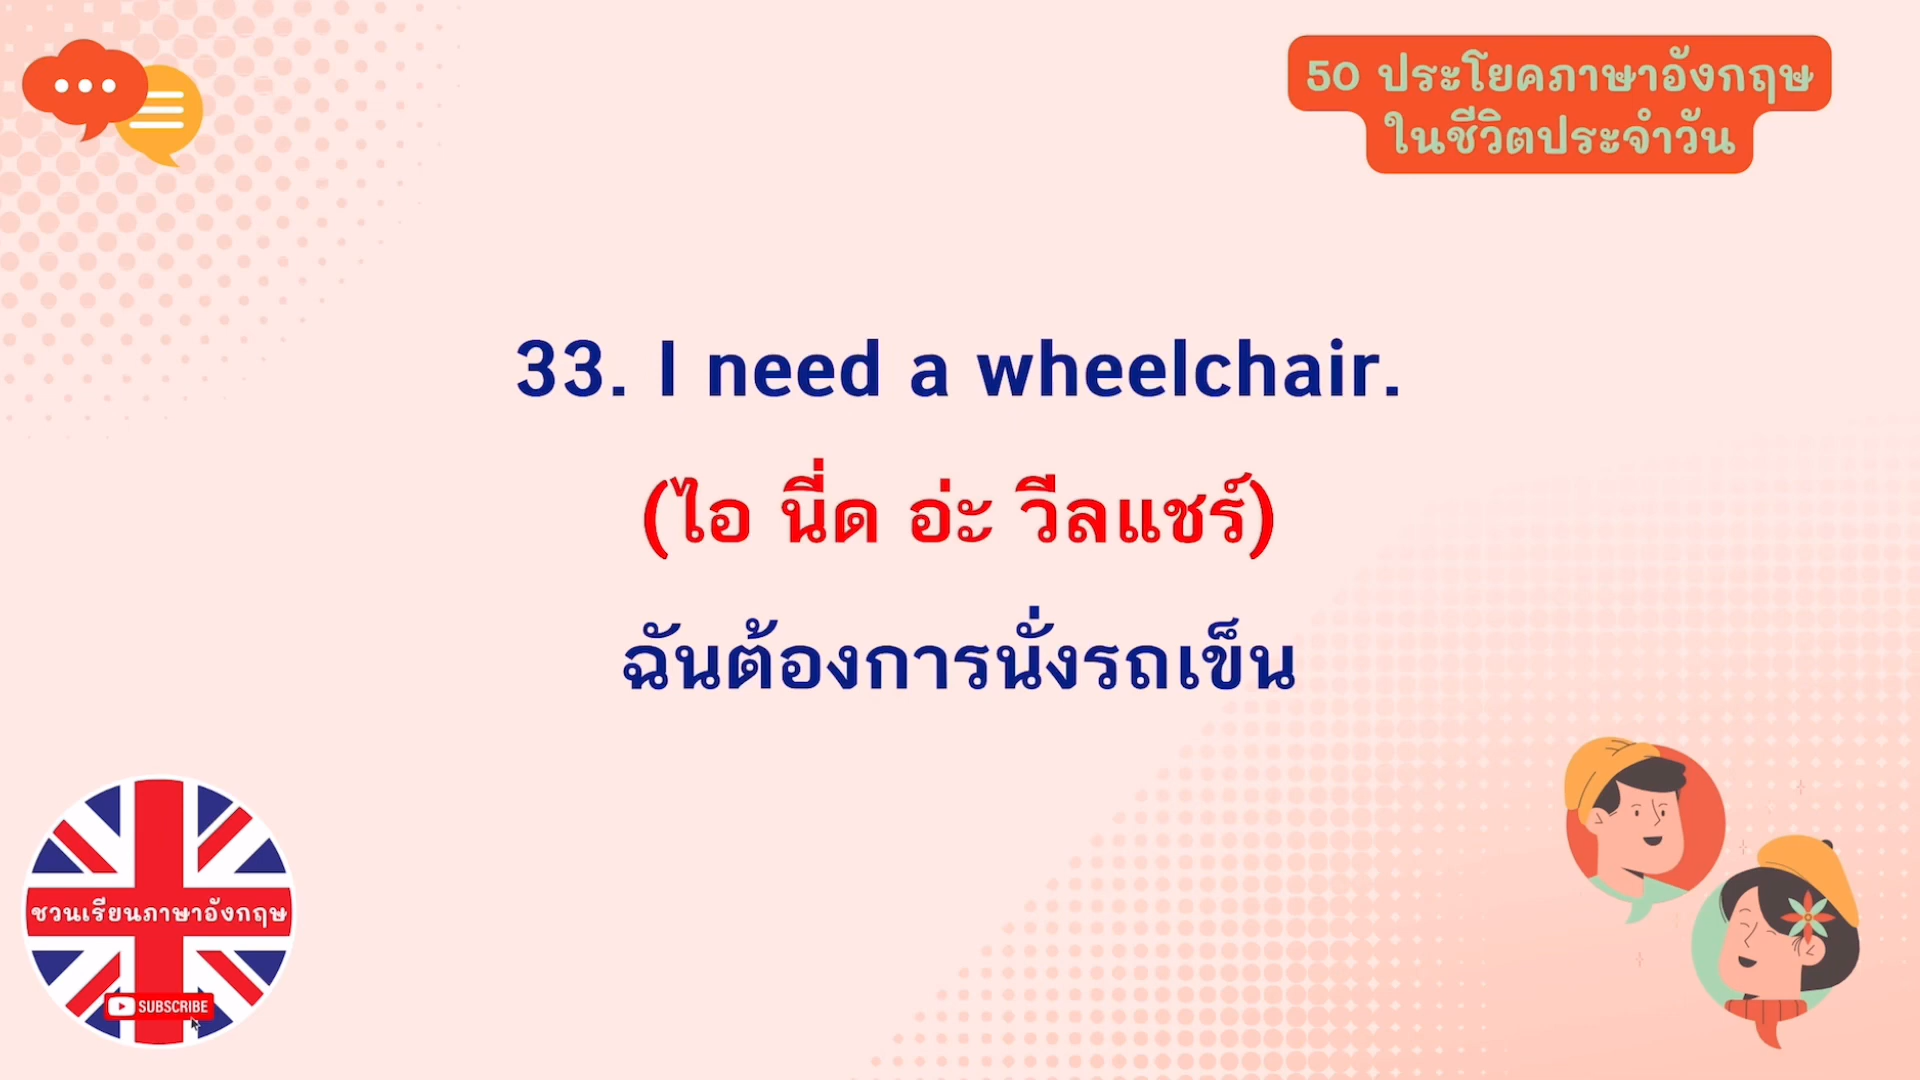 50 ประโยคภาษาอังกฤษ
ในชีวิตประจำวัน
33. I need a wheelchair.
(ไอ นี่ด อ่ะ วีลแชร์)
ฉันต้องการนั่งรถเข็น
ชวนเรียนภาษาอังกฤษ
SUBSCRIBE